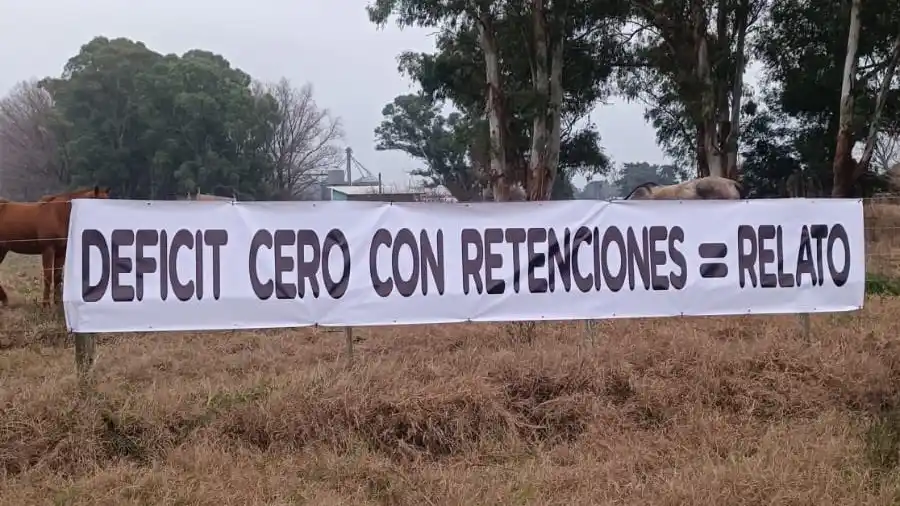 DEFICIT CERO CON RETENCIONES = RELATO